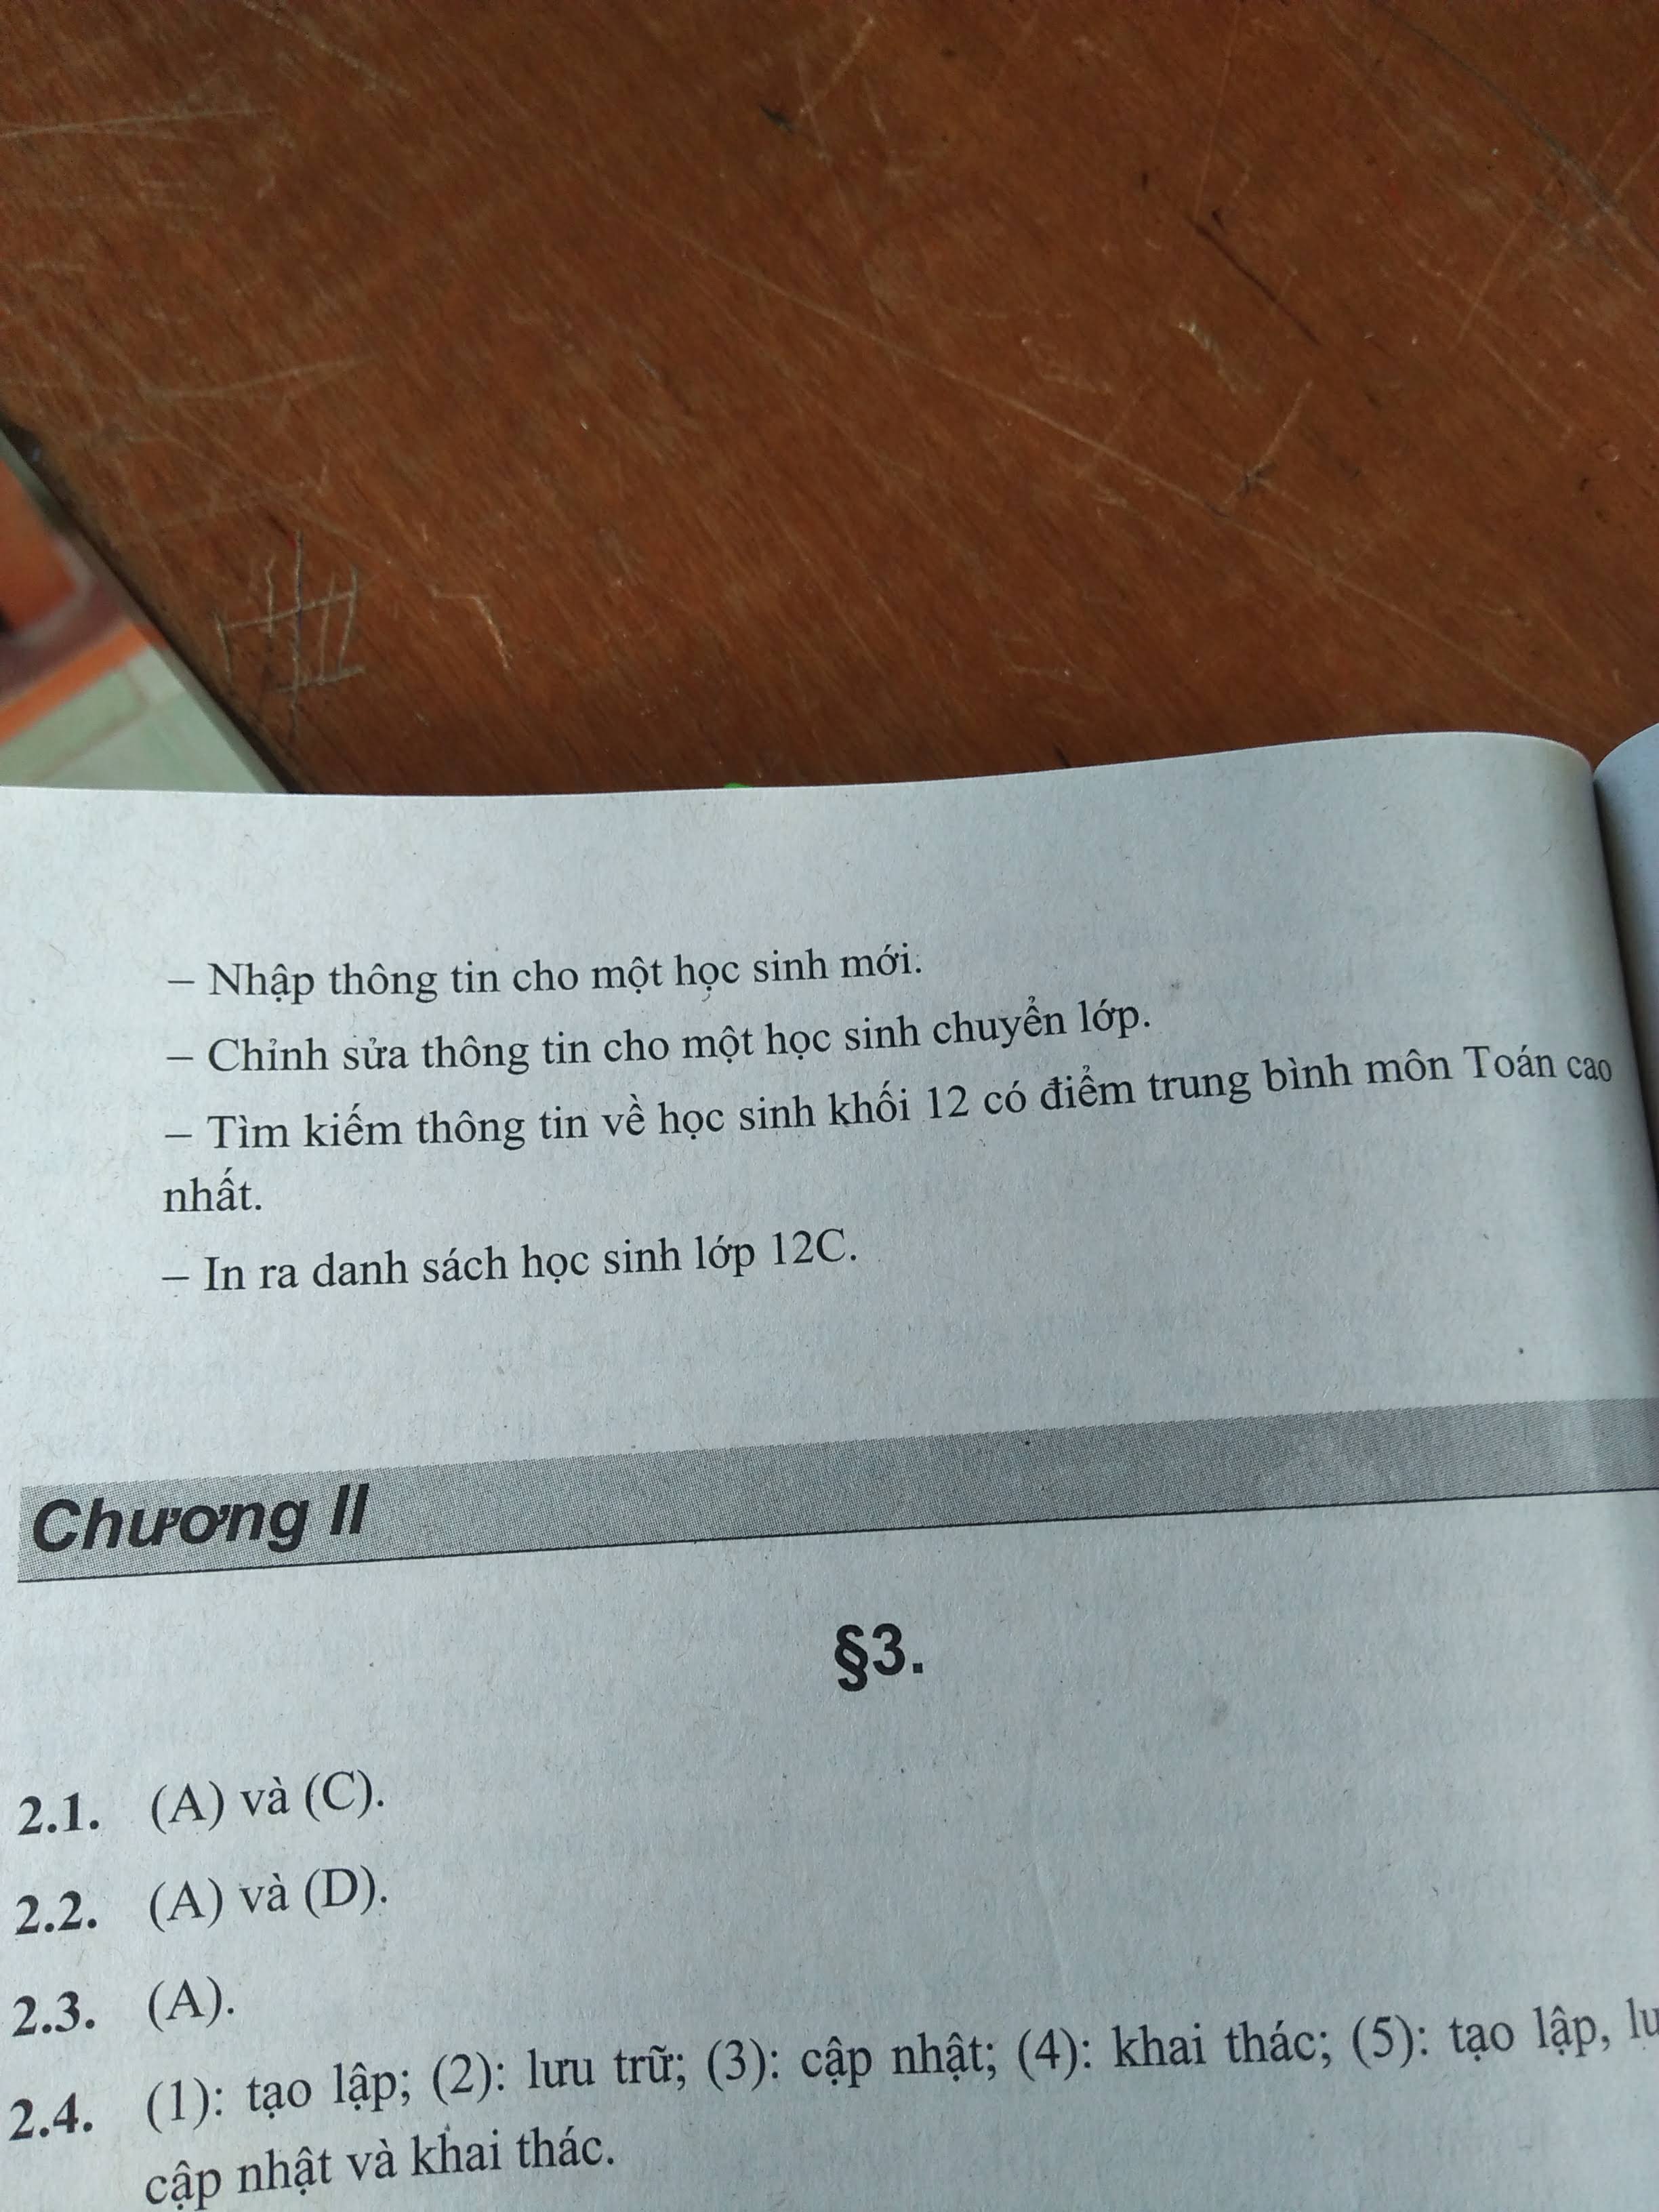 – Nhập thông tin cho một học sinh mới.
– Chỉnh sửa thông tin cho một học sinh chuyển lớp.
– Tìm kiếm thông tin về học sinh khối 12 có điểm trung bình môn Toán cao
nhất.
– In ra danh sách học sinh lớp 12C.
Chương II
§3.
2.1. (A) và (C).
2.2. (A) và (D).
2.3. (A).
2.4. (1): tạo lập; (2): lưu trữ; (3): cập nhật; (4): khai thác; (5): tạo lập,
cập nhật và khai thác.